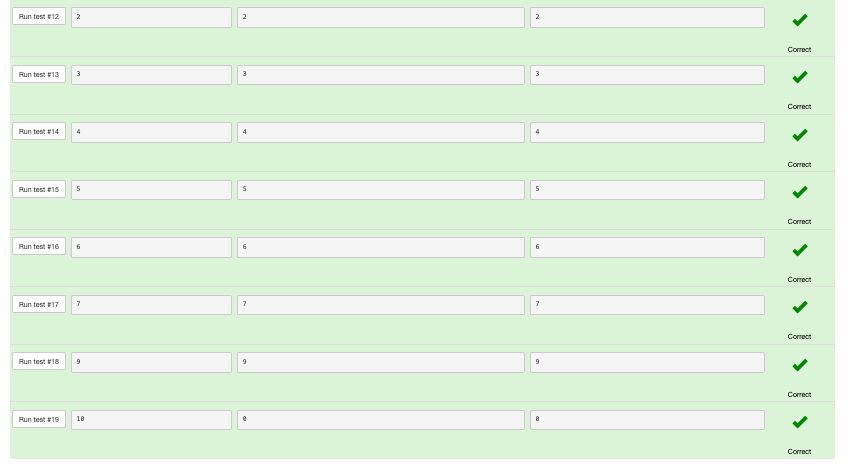 Run test #12 2 2 2
Correct
Run test #13 3 3 3
Correct
Run test #14 4 4 4
Correct
Run test #15 5 5 5
Correct
Run test #16 6 6 6
Correct
Run test #17 7 7 7
Correct
Run test #18 9 9 9
Correct
Run test #19 10 0 0
Correct